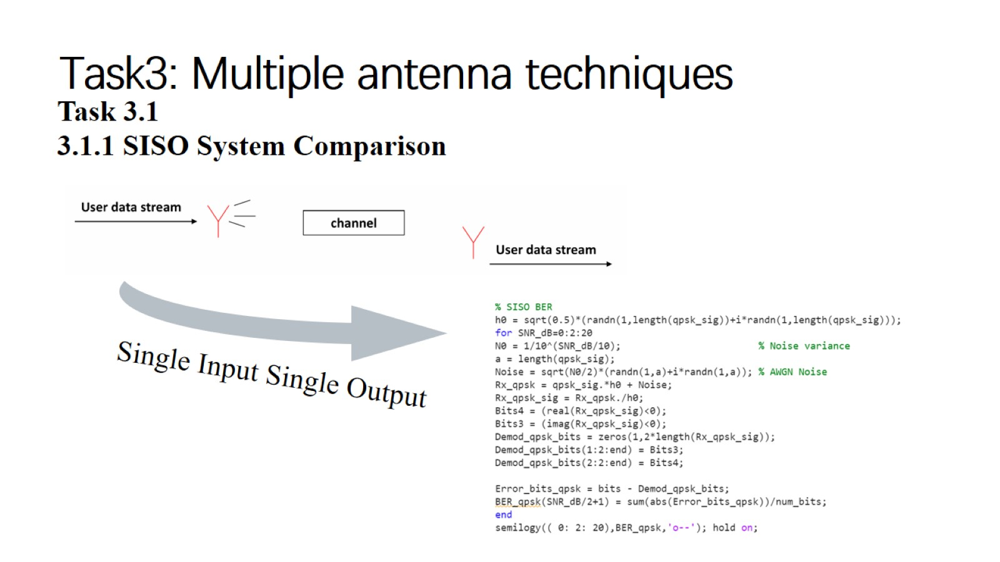 Task3: Multiple antenna techniques
Task 3.1
3.1.1 SISO System Comparison
User data stream
channel
User data stream
Single Input Single Output
% SISO BER
h0 = sqrt(0.5)*(randn(1,length(qpsk_sig))+i*randn(1,length(qpsk_sig)));
for SNR_dB=0:2:20
N0 = 1/10^(SNR_dB/10); % Noise variance
a = length(qpsk_sig);
Noise = sqrt(N0/2)*(randn(1,a)+i*randn(1,a)); % AWGN Noise
Rx_qpsk = qpsk_sig.*h0 + Noise;
Rx_qpsk_sig = Rx_qpsk./h0;
Bits4 = (real(Rx_qpsk_sig)<0);
Bits3 = (imag(Rx_qpsk_sig)<0);
Demod_qpsk_bits = zeros(1,2*length(Rx_qpsk_sig));
Demod_qpsk_bits(1:2:end) = Bits3;
Demod_qpsk_bits(2:2:end) = Bits4;
Error_bits_qpsk = bits - Demod_qpsk_bits;
BER_qpsk(SNR_dB/2+1) = sum(abs(Error_bits_qpsk))/num_bits;
end
semilogy(( 0: 2: 20),BER_qpsk,'o--'); hold on;